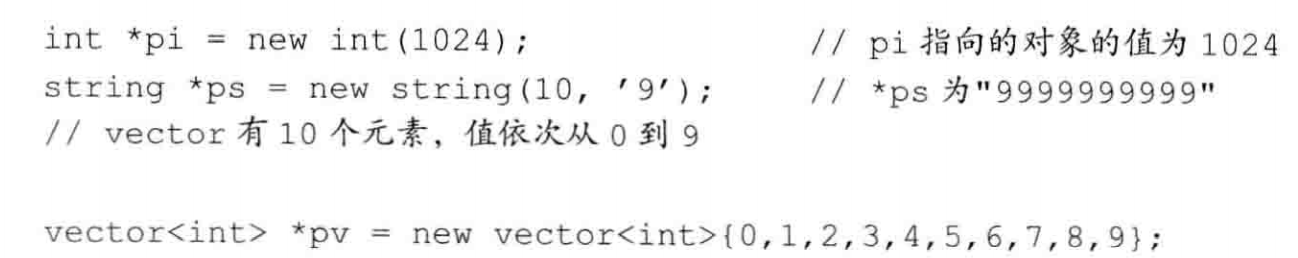 int *pi = new int(1024); // pi 指向的对象的值为 1024
string *ps = new string(10, '9'); // *ps 为"9999999999"
// vector 有 10 个元素，值依次从 0 到 9
vector<int> *pv = new vector<int>{0,1,2,3,4,5,6,7,8,9};